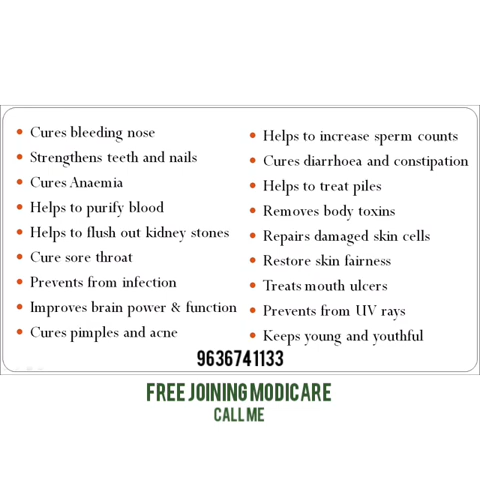 Cures bleeding nose
Strengthens teeth and nails
Cures Anaemia
Helps to purify blood
Helps to flush out kidney stones
Cure sore throat
Prevents from infection
Improves brain power & function
Cures pimples and acne
Helps to increase sperm counts
Cures diarrhoea and constipation
Helps to treat piles
Removes body toxins
Repairs damaged skin cells
Restore skin fairness
Treats mouth ulcers
Prevents from UV rays
Keeps young and youthful
9636741133
FREE JOINING MODICARE
CALL ME